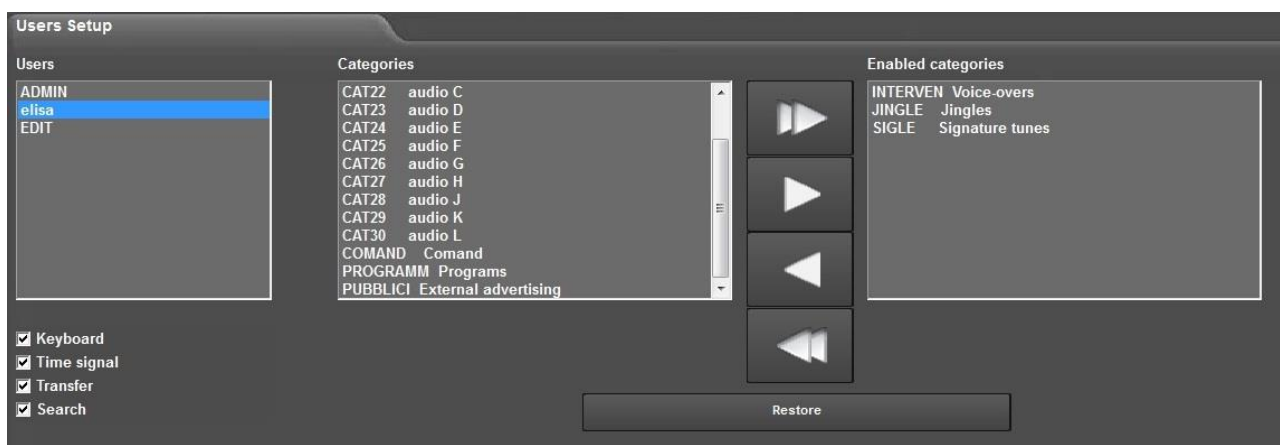 Users Setup
Users
ADMIN
elisa
EDIT
Categories
CAT22 audio C
CAT23 audio D
CAT24 audio E
CAT25 audio F
CAT26 audio G
CAT27 audio H
CAT28 audio J
CAT29 audio K
CAT30 audio L
COMAND Comand
PROGRAMM Programs
PUBBLICI External advertising
Enabled categories
INTERVEN Voice-overs
JINGLE Jingles
SIGLE Signature tunes
Keyboard
Time signal
Transfer
Search
Restore